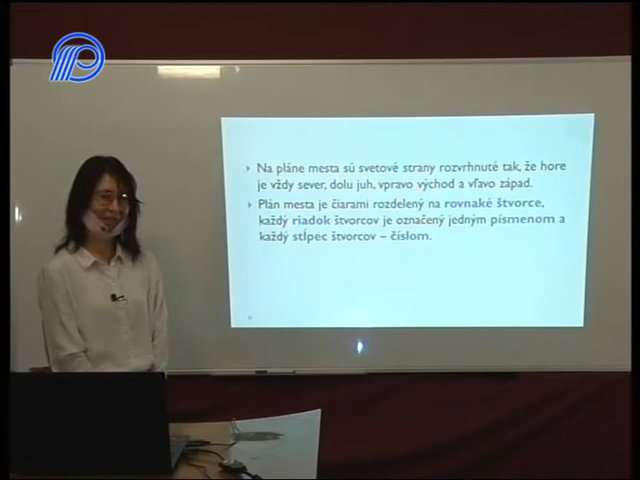 Na pláne mesta sú svetové strany rozvrhnuté tak, že hore
je vždy sever, dolu juh, vpravo východ a vľavo západ.
Plán mesta je čiarami rozdelený na rovnaké štvorce,
každý riadok štvorcov je označený jedným písmenom a
každý stĺpec štvorcov – číslom.